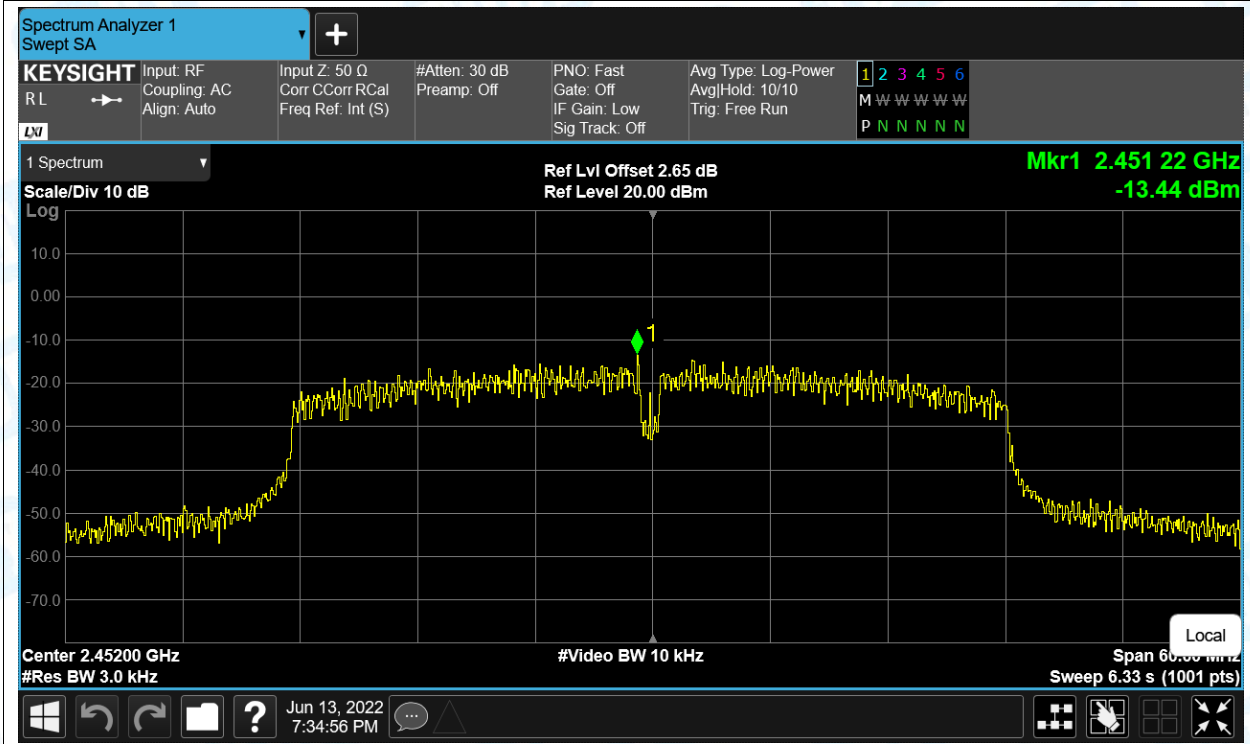 Spectrum Analyzer 1
Swept SA
+
KEYSIGHT
R L
LXI
Input: RF
Coupling: AC
Align: Auto
Input Z: 50 Ω
Corr CCorr RCal
Freq Ref: Int (S)
#Atten: 30 dB
Preamp: Off
PNO: Fast
Gate: Off
IF Gain: Low
Sig Track: Off
Avg Type: Log-Power
Avg|Hold: 10/10
Trig: Free Run
1 2 3 4 5 6
M W W W W W
P N N N N N
1 Spectrum
Scale/Div 10 dB
Log
Ref Lvl Offset 2.65 dB
Ref Level 20.00 dBm
Mkr1 2.451 22 GHz
-13.44 dBm
10.0
0.00
-10.0
-20.0
-30.0
-40.0
-50.0
-60.0
-70.0
1
Local
Center 2.45200 GHz
#Video BW 10 kHz
Span 60.00 MHz
#Res BW 3.0 kHz
Sweep 6.33 s (1001 pts)
?
Jun 13, 2022
7:34:56 PM